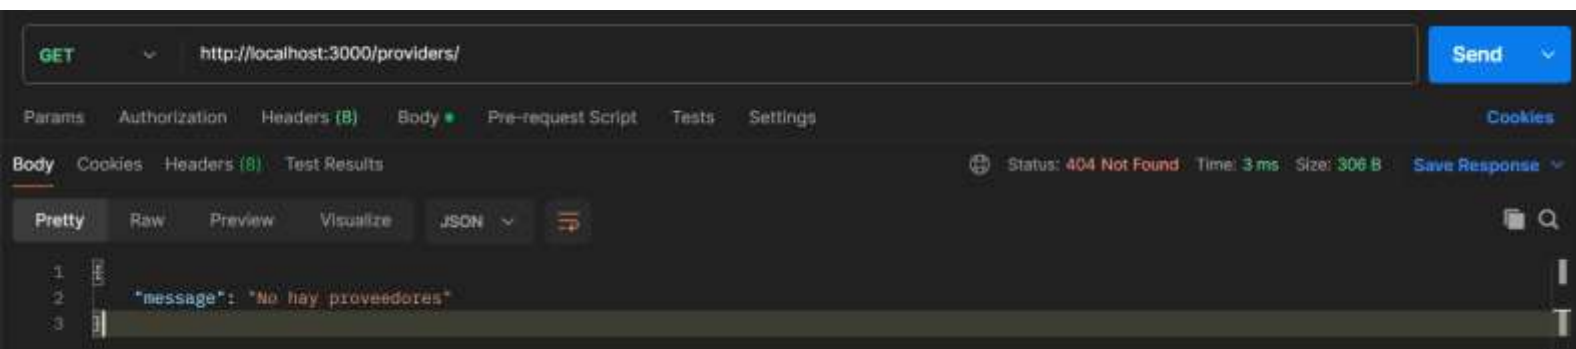 GET http://localhost:3000/providers/ Send
Params Authorization Headers (8) Body Pre-request Script Tests Settings Cookies
Body Cookies Headers (8) Test Results Status: 404 Not Found Time: 3 ms Size: 306 B Save Response
Pretty Raw Preview Visualize JSON
1 {
2 "message": "No hay proveedores"
3 }